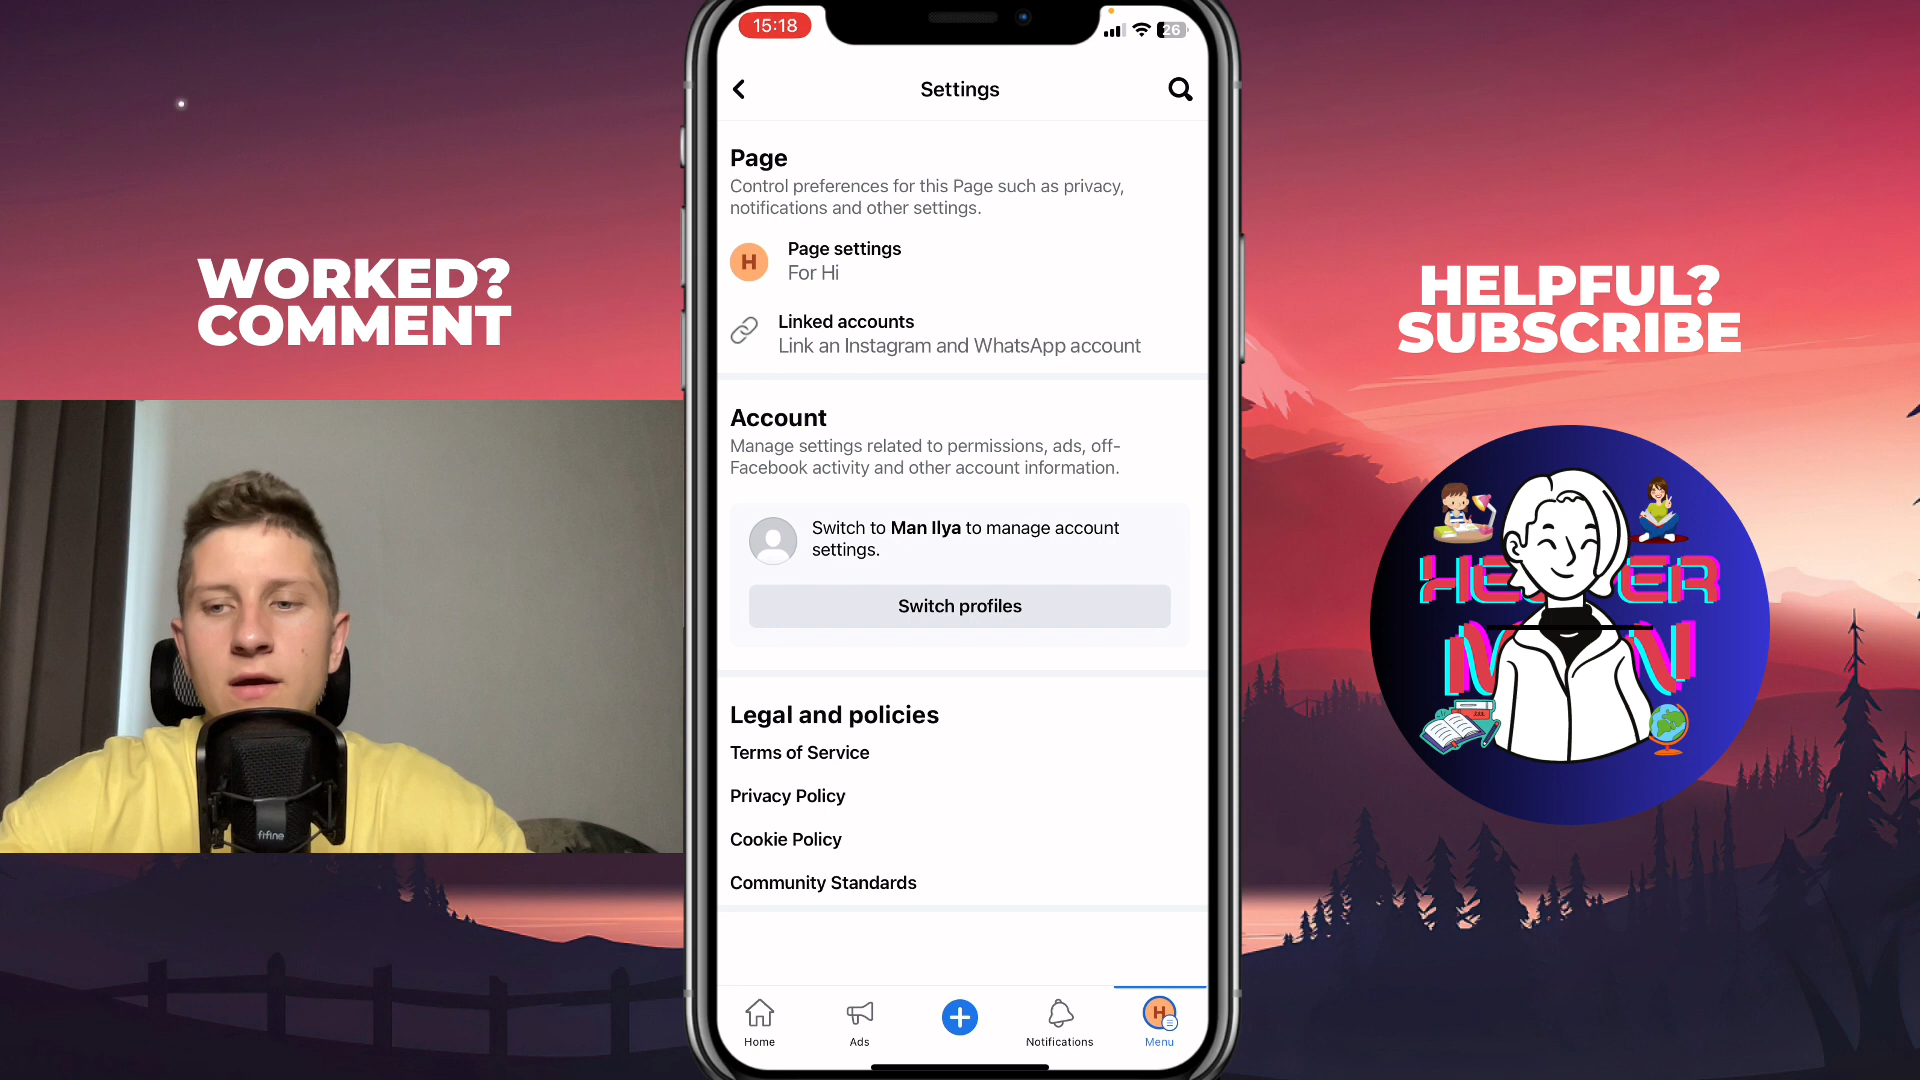 15:18
26
Settings
Page
Control preferences for this Page such as privacy,
notifications and other settings.
H
Page settings
For Hi
Linked accounts
Link an Instagram and WhatsApp account
Account
Manage settings related to permissions, ads, off-
Facebook activity and other account information.
Switch to Man Ilya to manage account
settings.
Switch profiles
Legal and policies
Terms of Service
Privacy Policy
Cookie Policy
Community Standards
Home
Ads
Notifications
H
Menu
WORKED?
COMMENT
fifine
HELPFUL?
SUBSCRIBE